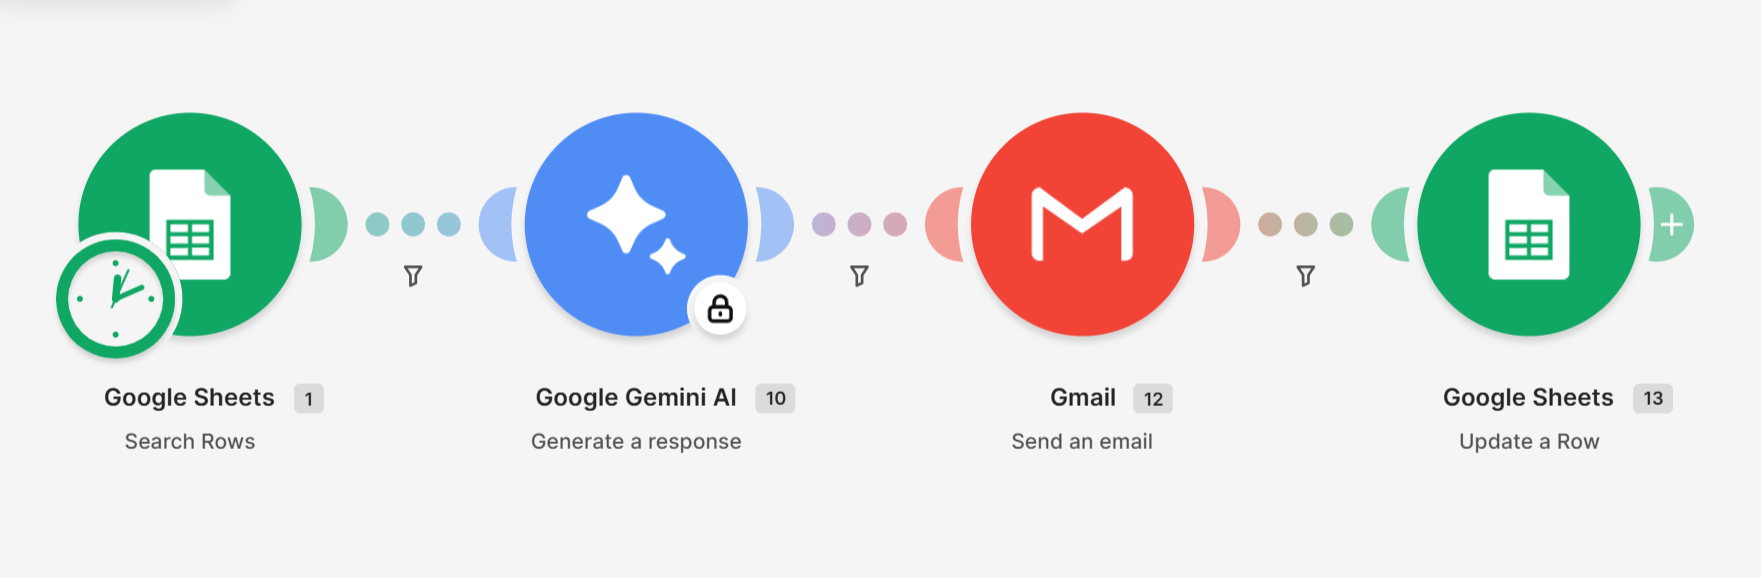 Google Sheets 1
Search Rows
Google Gemini AI 10
Generate a response
Gmail 12
Send an email
Google Sheets 13
Update a Row